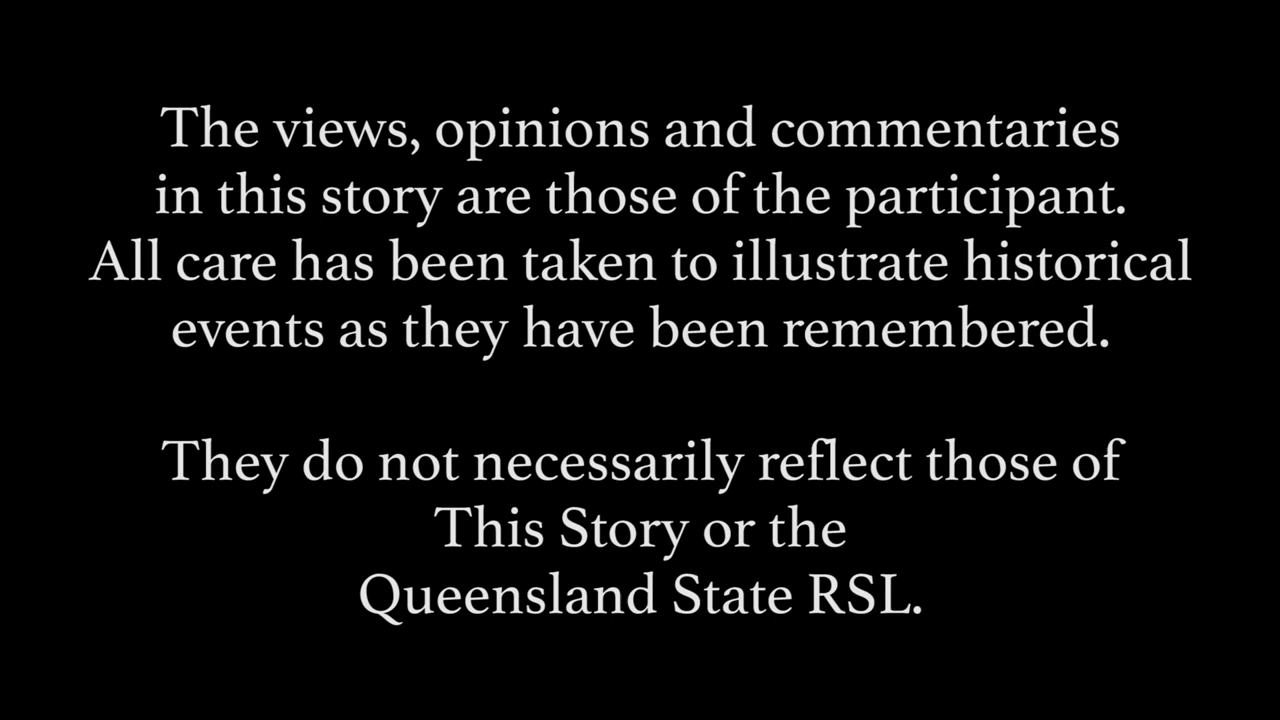 The views, opinions and commentaries
in this story are those of the participant.
All care has been taken to illustrate historical
events as they have been remembered.
They do not necessarily reflect those of
This Story or the
Queensland State RSL.